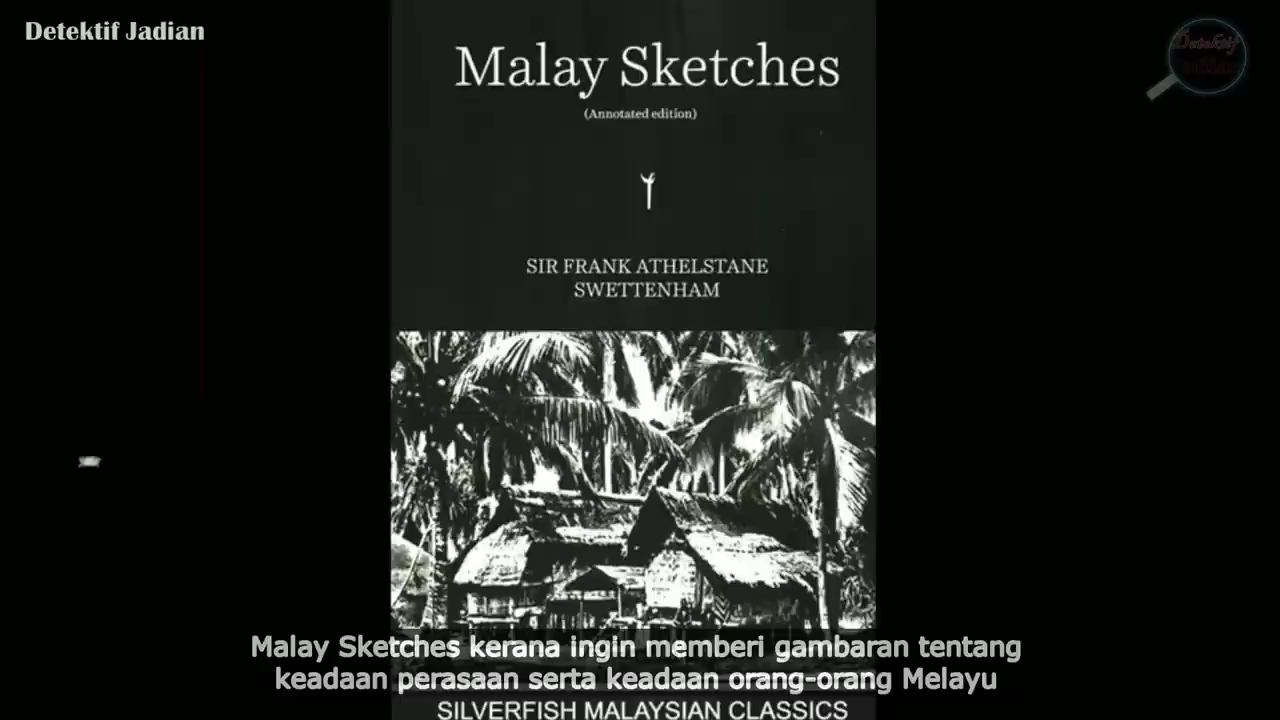 Detektif Jadian
Detektif
Malay Sketches
(Annotated edition)
SIR FRANK ATHELSTANE
SWETTENHAM
Malay Sketches kerana ingin memberi gambaran tentang
keadaan perasaan serta keadaan orang-orang Melayu
SILVERFISH MALAYSIAN CLASSICS